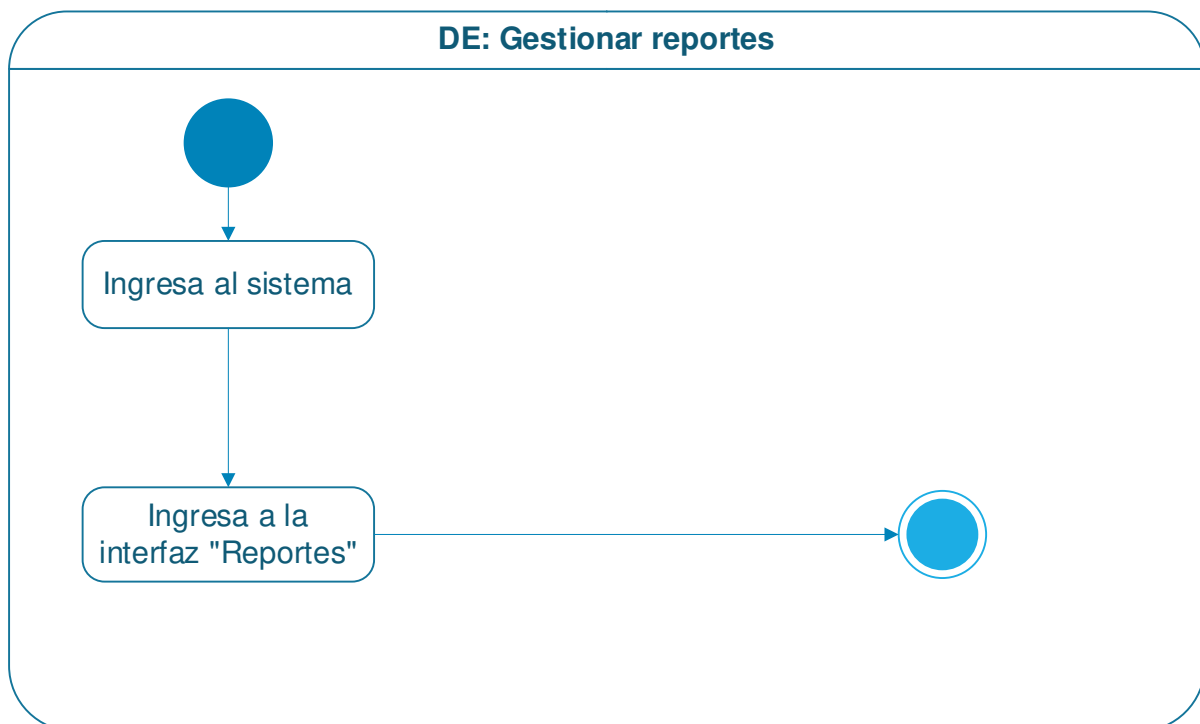 DE: Gestionar reportes
Ingresa al sistema
Ingresa a la
interfaz "Reportes"